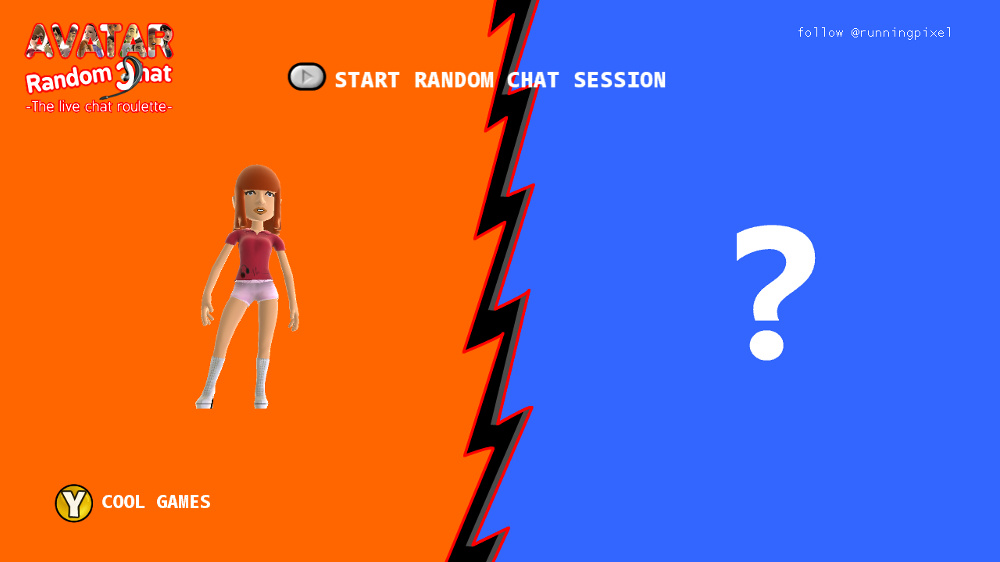 AVATAR
Random Chat
-The live chat roulette-
follow @runningpixel
START RANDOM CHAT SESSION
?
Y COOL GAMES